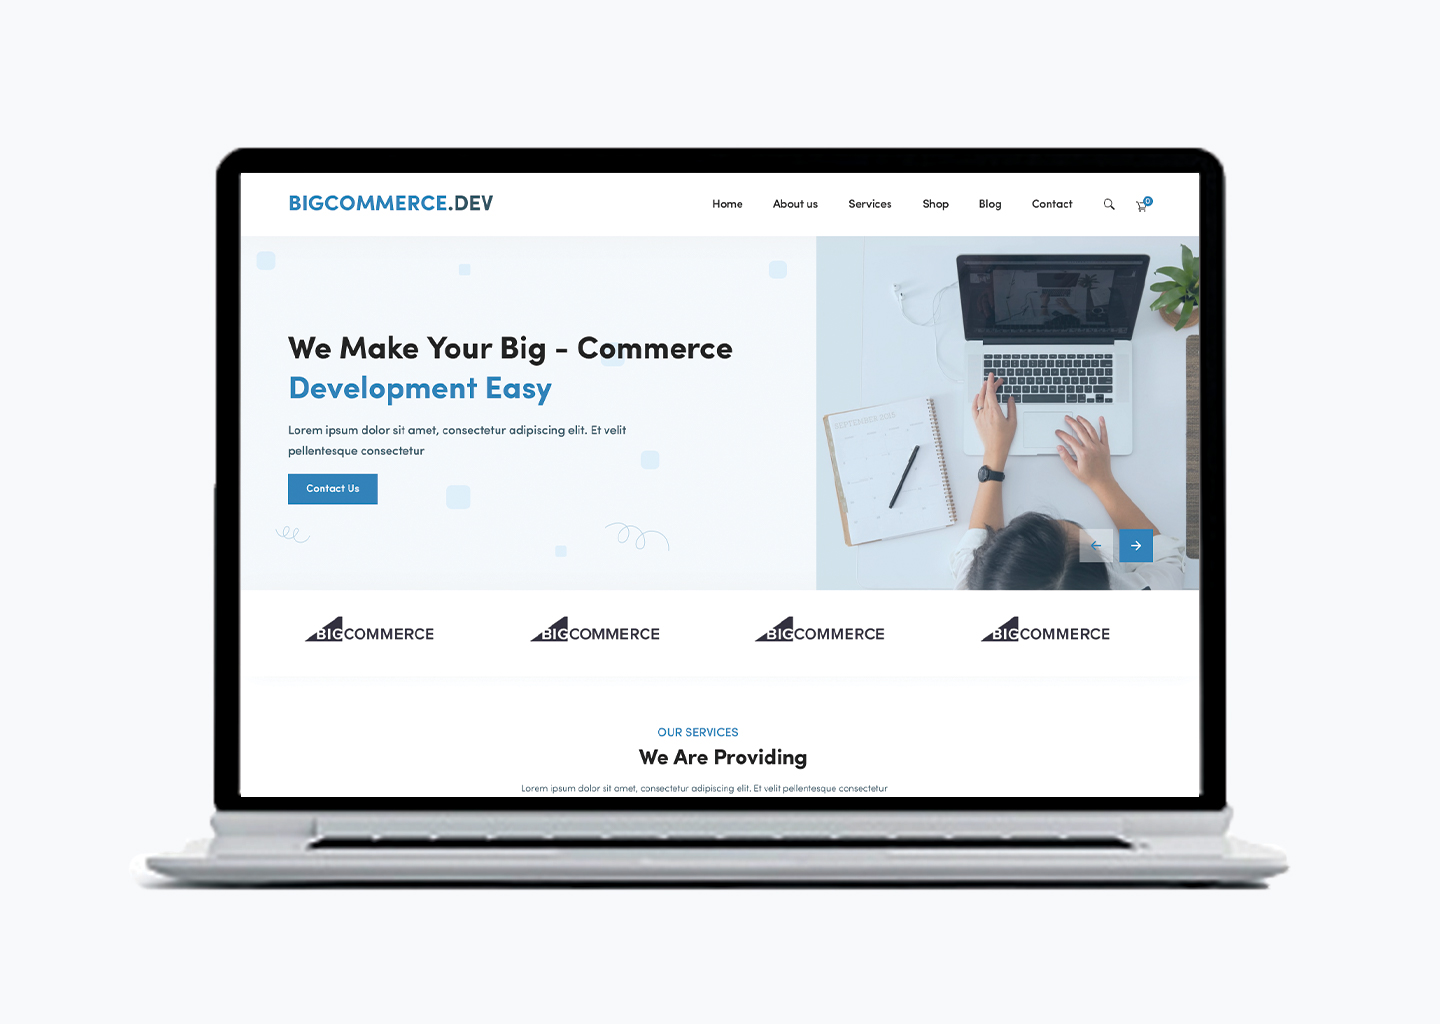 BIGCOMMERCE.DEV
Home About us Services Shop Blog Contact 0
We Make Your Big - Commerce
Development Easy
Lorem ipsum dolor sit amet, consectetur adipiscing elit. Et velit
pellentesque consectetur
Contact Us
SEPTEMBER 2015
BIGCOMMERCE BIGCOMMERCE BIGCOMMERCE BIGCOMMERCE
OUR SERVICES
We Are Providing
Lorem ipsum dolor sit amet, consectetur adipiscing elit. Et velit pellentesque consectetur